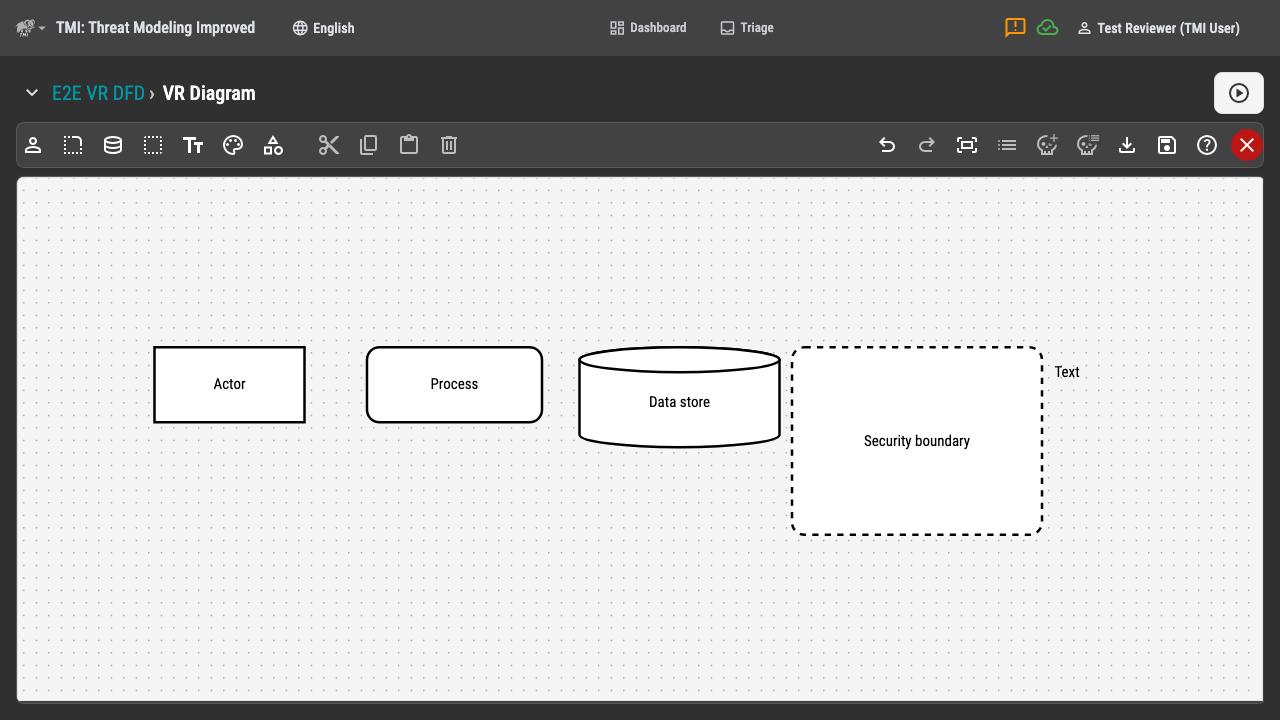 TMI: Threat Modeling Improved
English
Dashboard
Triage
Test Reviewer (TMI User)
E2E VR DFD › VR Diagram
Actor
Process
Data store
Security boundary
Text